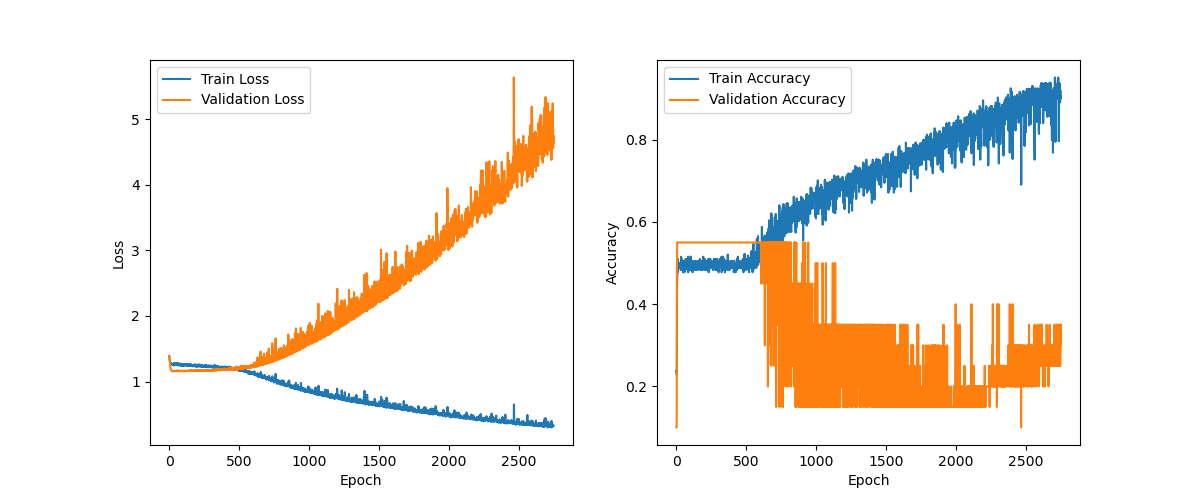 Train Loss
Validation Loss
5
4
3
2
1
Loss
0
500
1000
1500
2000
2500
Epoch
Train Accuracy
Validation Accuracy
0.8
0.6
0.4
0.2
Accuracy
0
500
1000
1500
2000
2500
Epoch